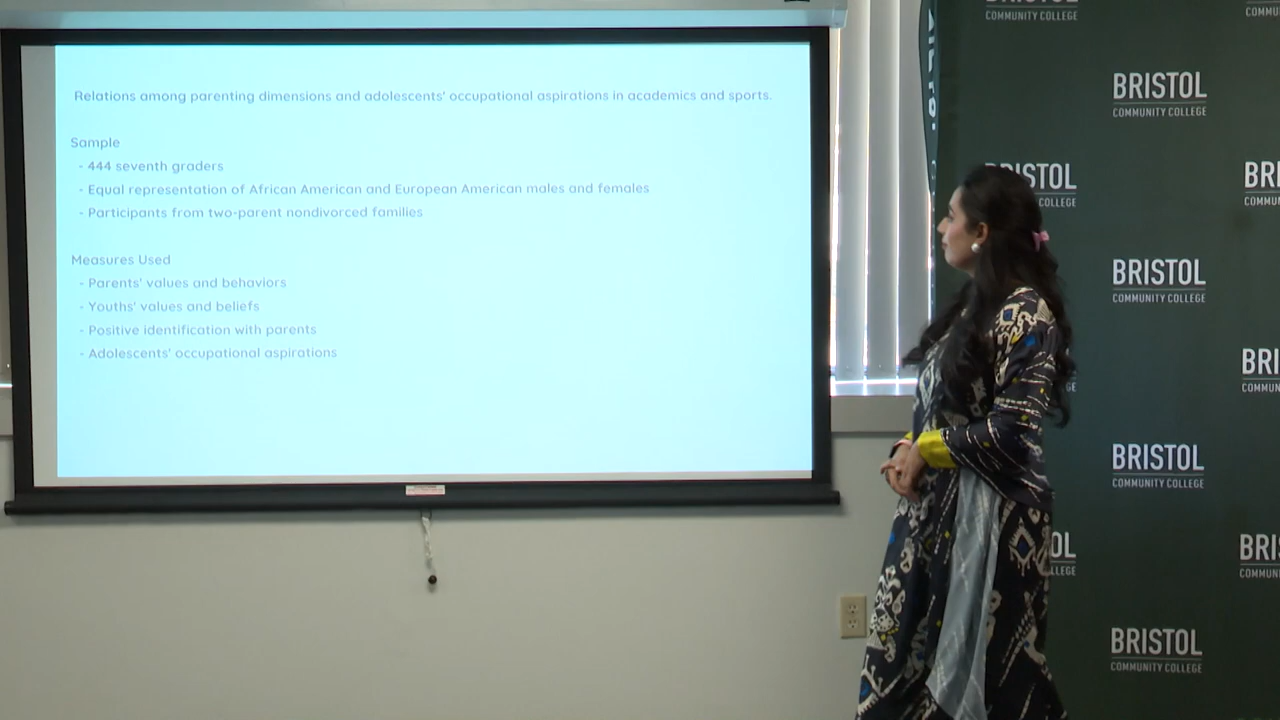 Relations among parenting dimensions and adolescents' occupational aspirations in academics and sports.
Sample
- 444 seventh graders
- Equal representation of African American and European American males and females
- Participants from two-parent nondivorced families
Measures Used
- Parents' values and behaviors
- Youths' values and beliefs
- Positive identification with parents
- Adolescents' occupational aspirations
BRISTOL
COMMUNITY COLLEGE
BRISTOL
COMMUNITY COLLEGE
BRISTOL
COMMUNITY COLLEGE
BRISTOL
COMMUNITY COLLEGE
BRISTOL
COMMUNITY COLLEGE